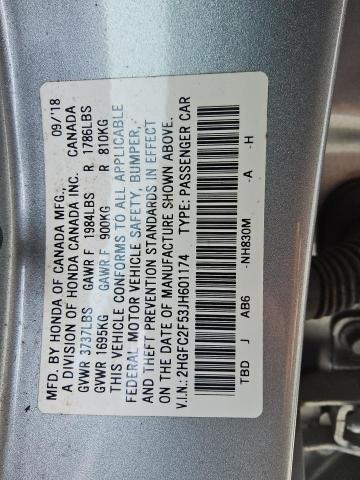 MFD. BY HONDA OF CANADA MFG., 09/18
A DIVISION OF HONDA CANADA INC. CANADA
GVWR 3737LBS GAWR F 1984LBS R 1786LBS
GVWR 1695KG GAWR F 900KG R 810KG
THIS VEHICLE CONFORMS TO ALL APPLICABLE
FEDERAL MOTOR VEHICLE SAFETY, BUMPER,
AND THEFT PREVENTION STANDARDS IN EFFECT
ON THE DATE OF MANUFACTURE SHOWN ABOVE.
V.I.N.: 2HGFC2F53JH601174 TYPE: PASSENGER CAR
TBD J AB6 -NH830M -A -H